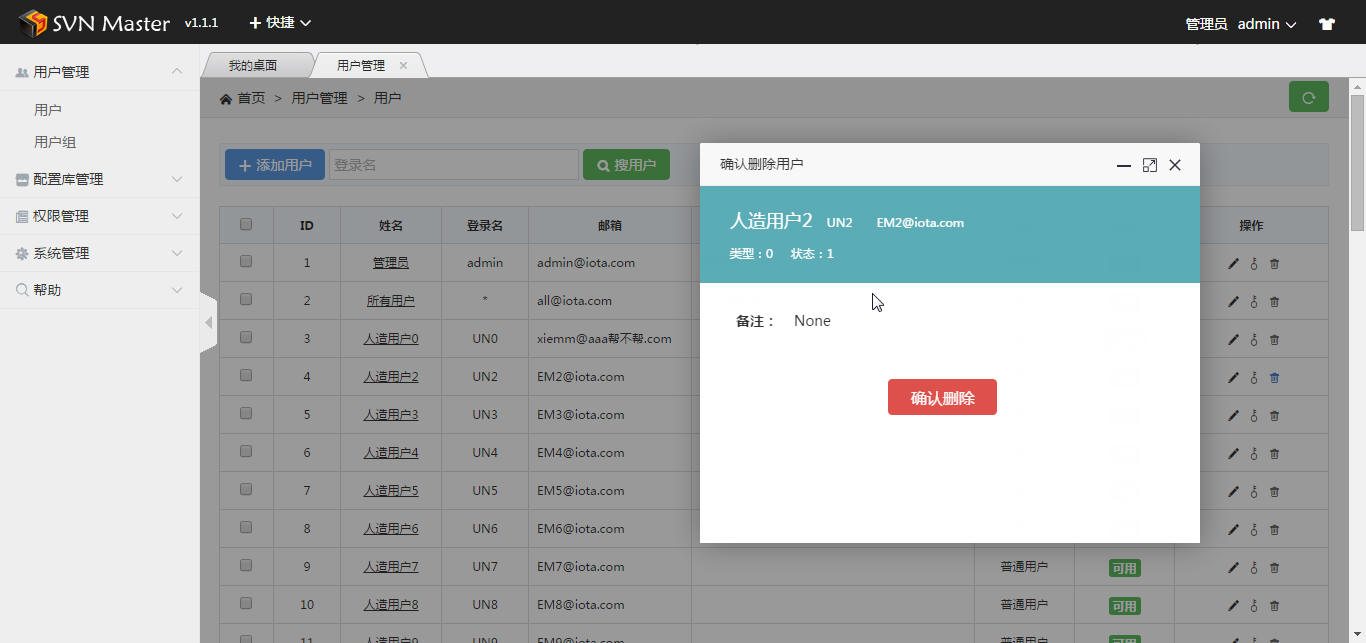 SVN Master v1.1.1 快捷 管理员 admin
用户管理
用户
用户组
配置库管理
权限管理
系统管理
帮助
我的桌面 用户管理
首页 > 用户管理 > 用户
添加用户 登录名 搜用户
ID 姓名 登录名 邮箱 操作
1 管理员 admin admin@iota.com
2 所有用户 * all@iota.com
3 人造用户0 UN0 xiemm@aaa帮不帮.com
4 人造用户2 UN2 EM2@iota.com
5 人造用户3 UN3 EM3@iota.com
6 人造用户4 UN4 EM4@iota.com
7 人造用户5 UN5 EM5@iota.com
8 人造用户6 UN6 EM6@iota.com
9 人造用户7 UN7 EM7@iota.com 普通用户 可用
10 人造用户8 UN8 EM8@iota.com 普通用户 可用
11 人造用户9 UN9 EM9@iota.com 普通用户 可用
确认删除用户
人造用户2 UN2 EM2@iota.com
类型：0 状态：1
备注： None
确认删除